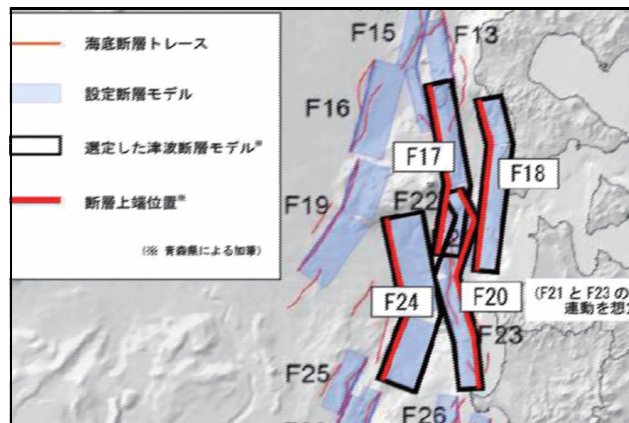 海底断層トレース
設定断層モデル
選定した津波断層モデル※
断層上端位置※
(※ 青森県による加筆)
F15
F13
F16
F17
F18
F22
F19
F24
F20
(F21 と F23 の
連動を想
F23
F25
F26